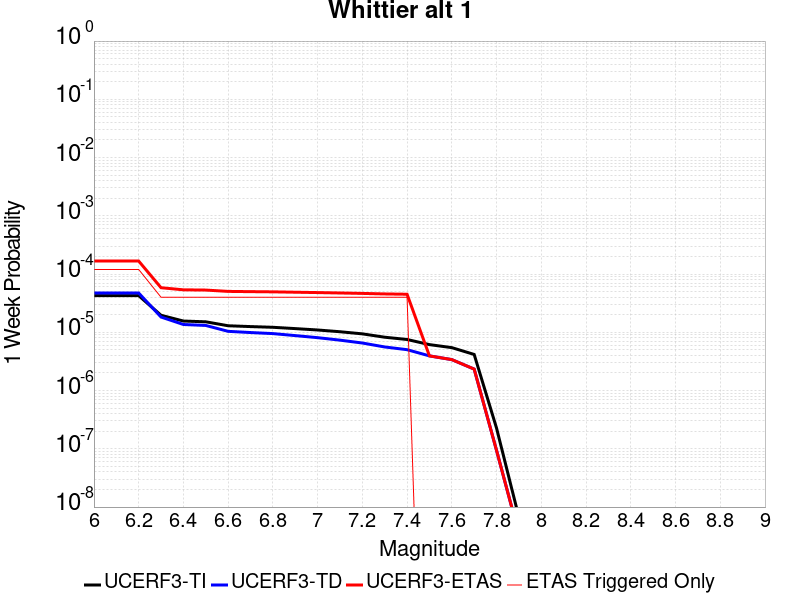 Whittier alt 1
10^0
10^-1
10^-2
10^-3
10^-4
10^-5
10^-6
10^-7
10^-8
1 Week Probability
6 6.2 6.4 6.6 6.8 7 7.2 7.4 7.6 7.8 8 8.2 8.4 8.6 8.8 9
Magnitude
UCERF3-TI UCERF3-TD UCERF3-ETAS ETAS Triggered Only